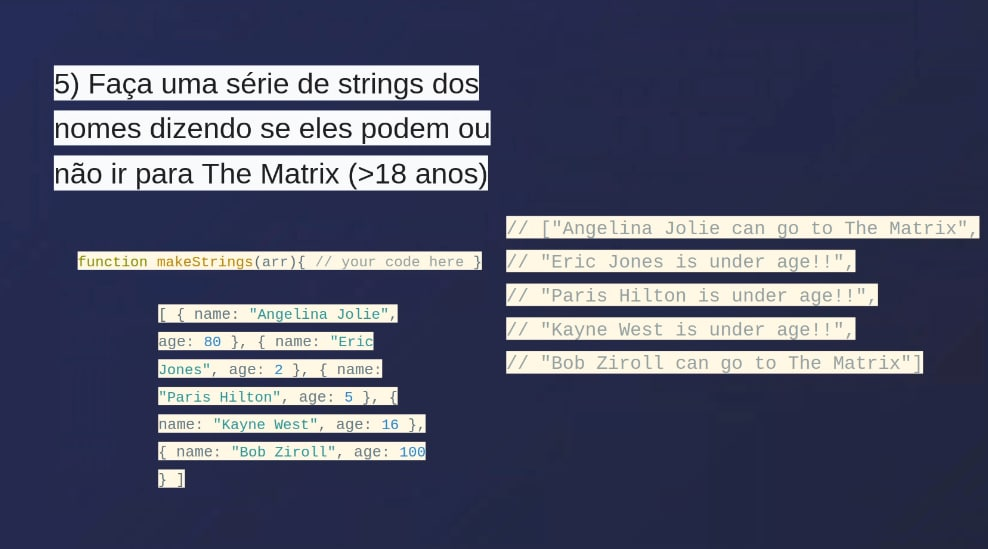 5) Faça uma série de strings dos
nomes dizendo se eles podem ou
não ir para The Matrix (>18 anos)
function makeStrings(arr){ // your code here }
[ { name: "Angelina Jolie",
age: 80 }, { name: "Eric
Jones", age: 2 }, { name:
"Paris Hilton", age: 5 }, {
name: "Kayne West", age: 16 },
{ name: "Bob Ziroll", age: 100
} ]
// ["Angelina Jolie can go to The Matrix",
// "Eric Jones is under age!!",
// "Paris Hilton is under age!!",
// "Kayne West is under age!!",
// "Bob Ziroll can go to The Matrix"]